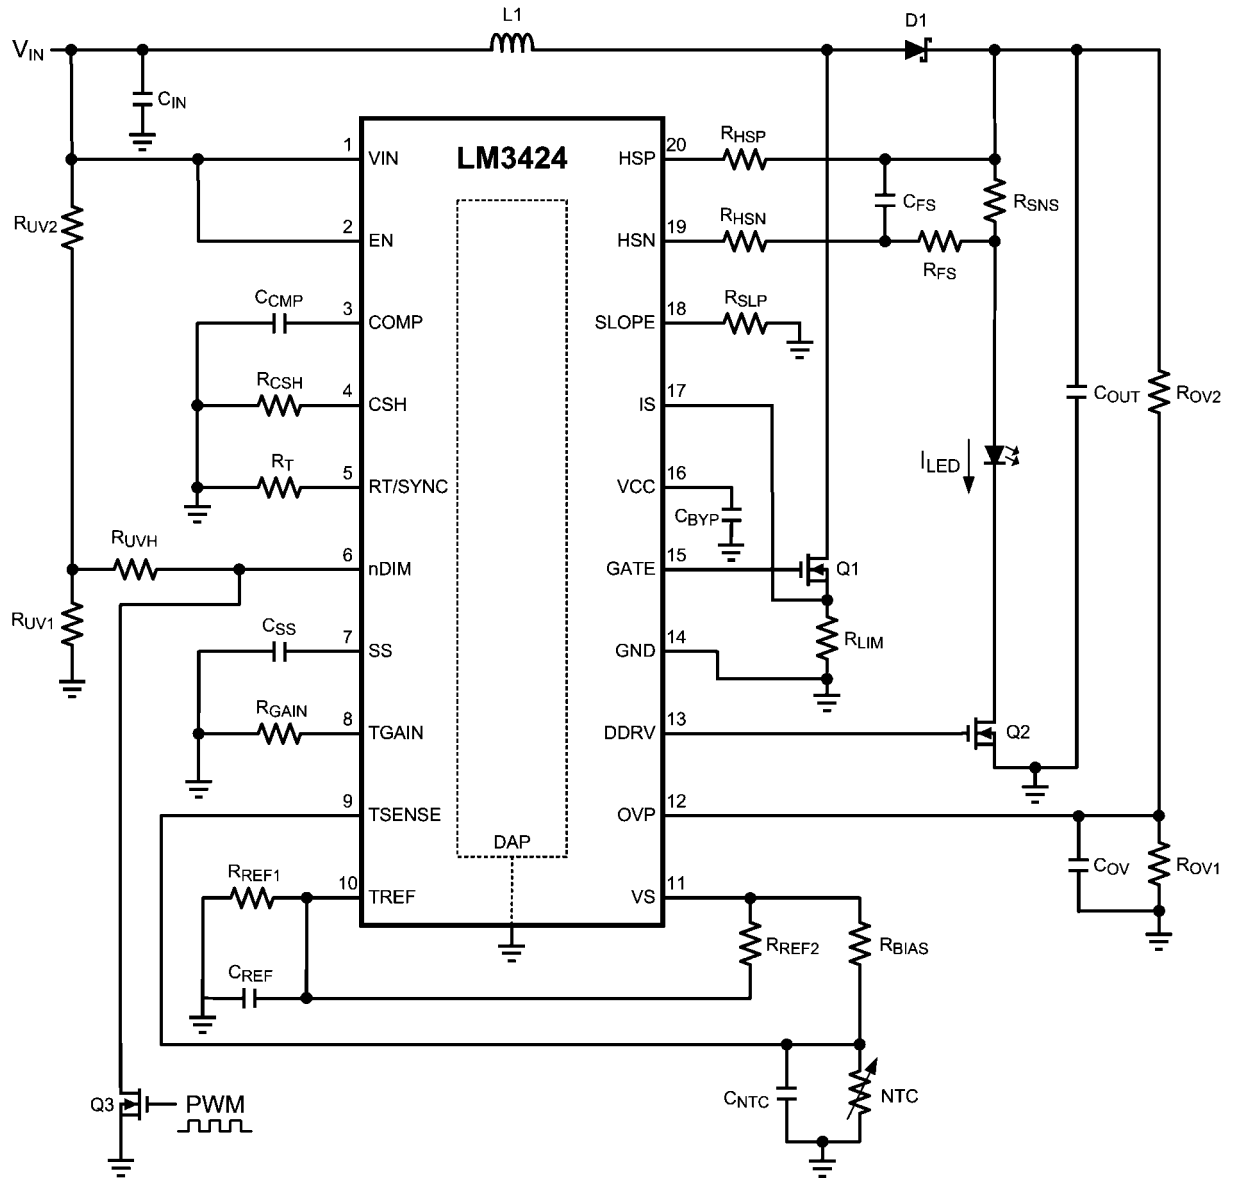 L1
D1
VIN
CIN
LM3424
1
VIN
20
HSP
RHSP
RUV2
2
EN
19
HSN
RHSN
CFS
RSNS
RFS
CCMP
3
COMP
18
SLOPE
RSLP
RCSH
4
CSH
17
IS
COUT
ROV2
RT
5
RT/SYNC
16
VCC
CBYP
ILED
RUVH
6
nDIM
15
GATE
Q1
RUV1
CSS
7
SS
14
GND
RLIM
RGAIN
8
TGAIN
13
DDRV
Q2
9
TSENSE
12
OVP
DAP
COV
ROV1
RREF1
10
TREF
11
VS
RREF2
RBIAS
CREF
Q3
PWM
CNTC
NTC